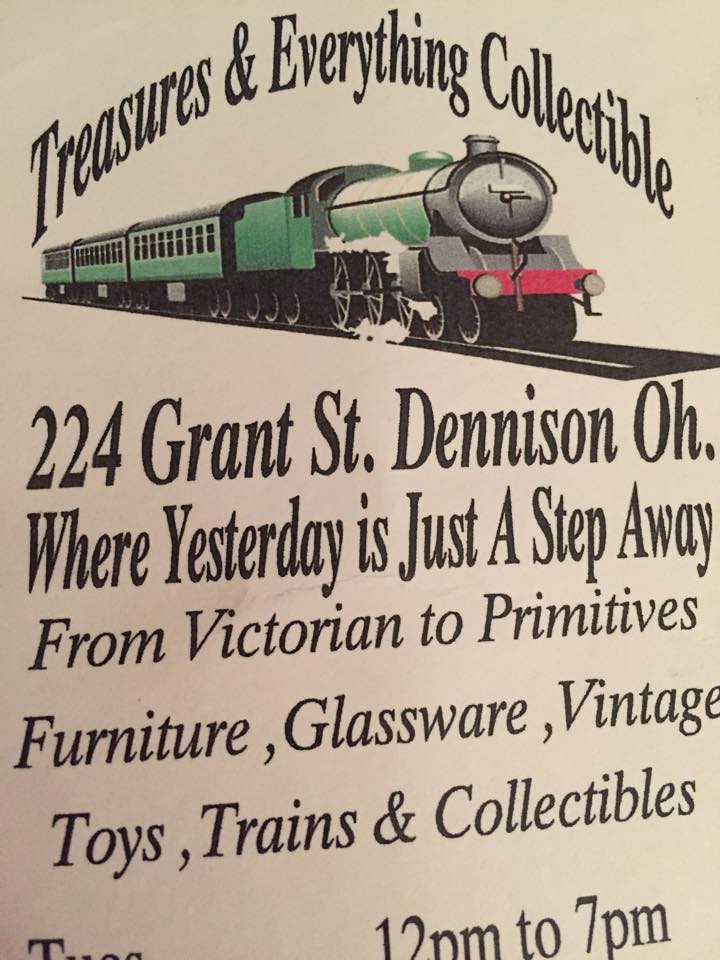 Treasures & Everything Collectible
224 Grant St. Dennison Oh.
Where Yesterday is Just A Step Away
From Victorian to Primitives
Furniture ,Glassware ,Vintage
Toys ,Trains & Collectibles
Tues 12pm to 7pm